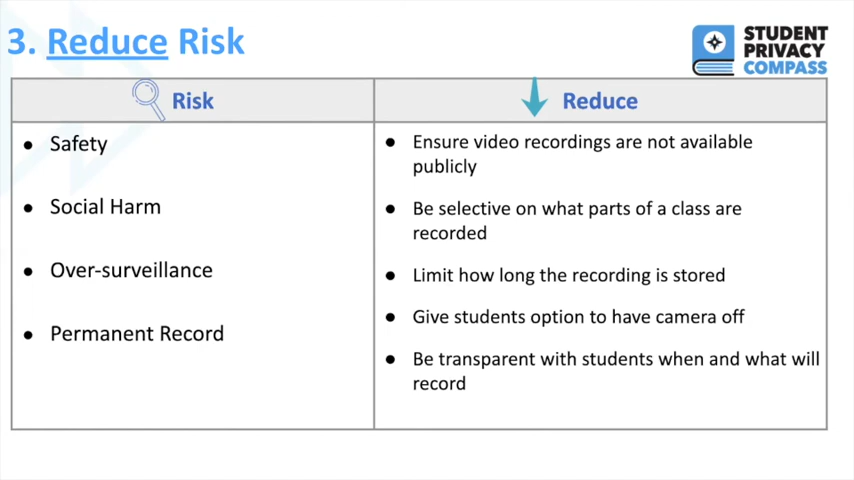 3. Reduce Risk
STUDENT
PRIVACY
COMPASS
Risk
Reduce
● Safety
● Social Harm
● Over-surveillance
● Permanent Record
● Ensure video recordings are not available
publicly
● Be selective on what parts of a class are
recorded
● Limit how long the recording is stored
● Give students option to have camera off
● Be transparent with students when and what will
record